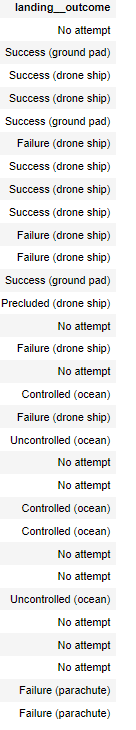 landing__outcome
No attempt
Success (ground pad)
Success (drone ship)
Success (drone ship)
Success (ground pad)
Failure (drone ship)
Success (drone ship)
Success (drone ship)
Success (drone ship)
Failure (drone ship)
Failure (drone ship)
Success (ground pad)
Precluded (drone ship)
No attempt
Failure (drone ship)
No attempt
Controlled (ocean)
Failure (drone ship)
Uncontrolled (ocean)
No attempt
No attempt
Controlled (ocean)
Controlled (ocean)
No attempt
No attempt
Uncontrolled (ocean)
No attempt
No attempt
No attempt
Failure (parachute)
Failure (parachute)